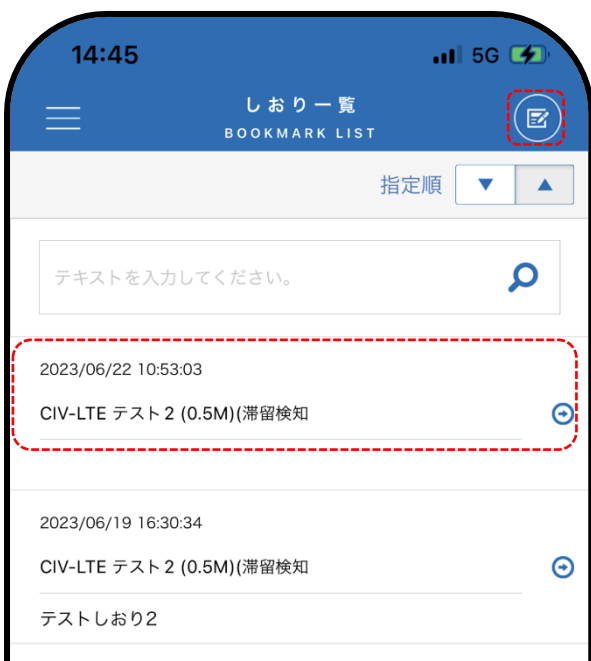 14:45 5G
しおり一覧
BOOKMARK LIST
指定順 ▼ ▲
テキストを入力してください。
2023/06/22 10:53:03
CIV-LTE テスト2 (0.5M)(滞留検知
2023/06/19 16:30:34
CIV-LTE テスト2 (0.5M)(滞留検知
テストしおり2